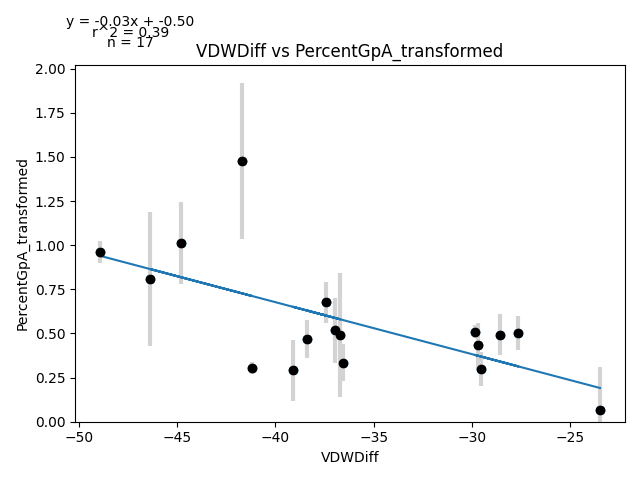 y = -0.03x + -0.50
r^2 = 0.39
n = 17
VDWDiff vs PercentGpA_transformed
2.00
1.75
1.50
1.25
1.00
0.75
0.50
0.25
0.00
PercentGpA_transformed
−50
−45
−40
−35
−30
−25
VDWDiff